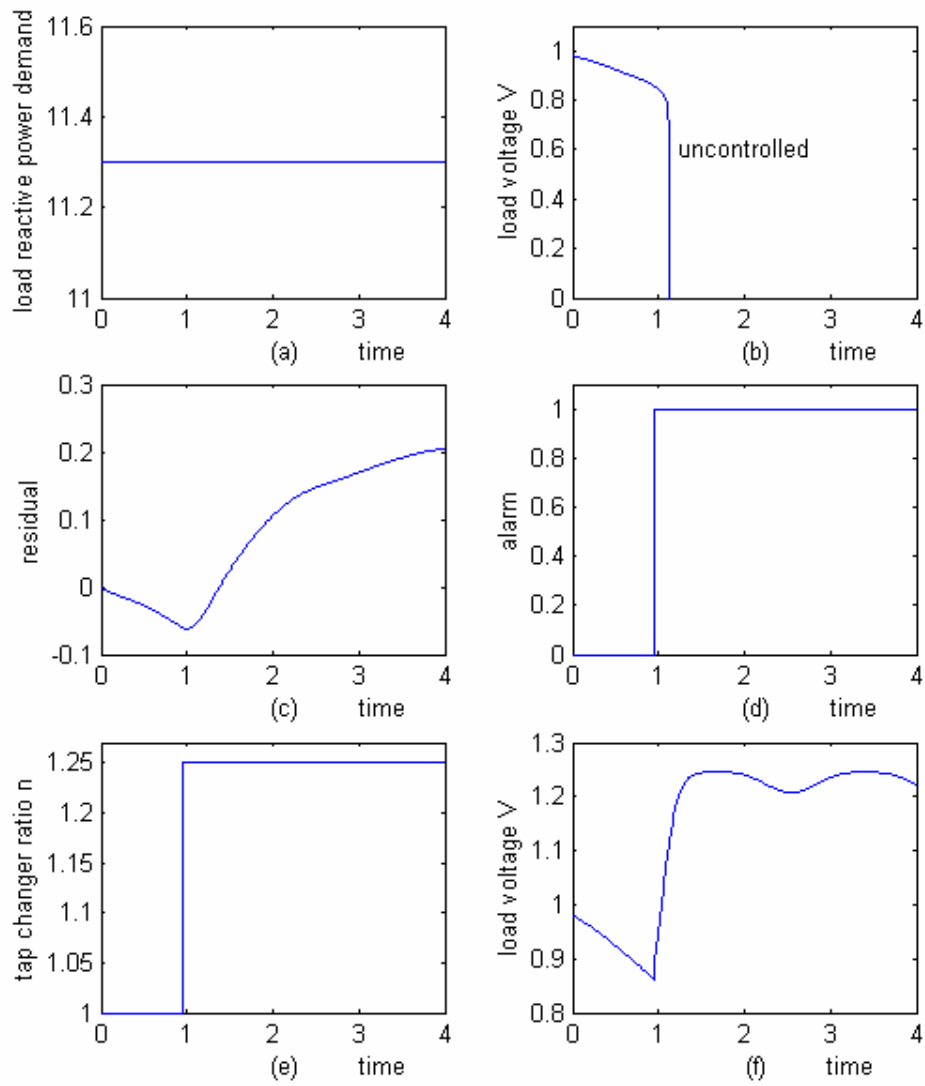 load reactive power demand
11.6
11.4
11.2
11
0 1 2 3 4
(a) time
load voltage V
1
0.8
0.6
0.4
0.2
0
uncontrolled
0 1 2 3 4
(b) time
residual
0.3
0.2
0.1
0
-0.1
0 1 2 3 4
(c) time
alarm
1
0.8
0.6
0.4
0.2
0
0 1 2 3 4
(d) time
tap changer ratio n
1.25
1.2
1.15
1.1
1.05
1
0 1 2 3 4
(e) time
load voltage V
1.3
1.2
1.1
1
0.9
0.8
0 1 2 3 4
(f) time